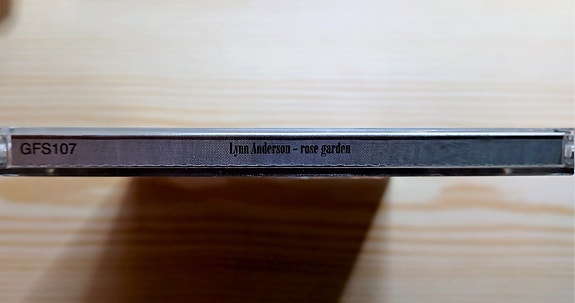 GFS107
Lynn Anderson - rose garden